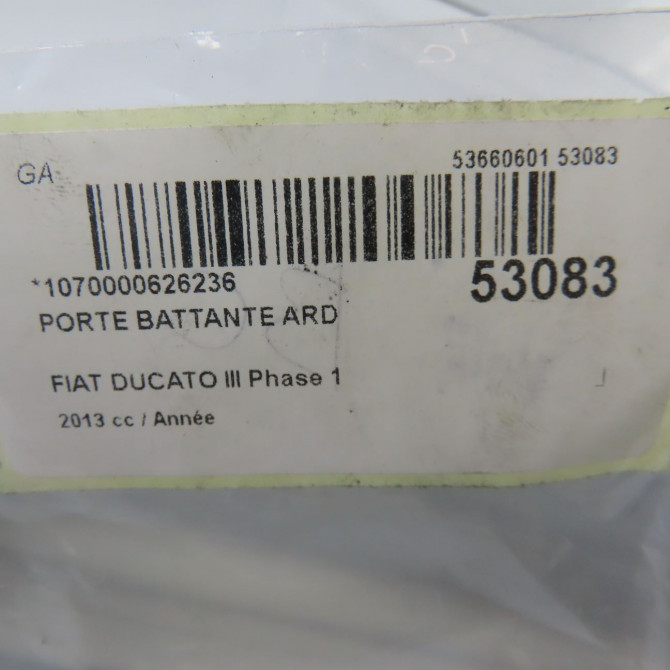 GA
53660601 53083
*1070000626236
53083
PORTE BATTANTE ARD
FIAT DUCATO III Phase 1
2013 cc / Année